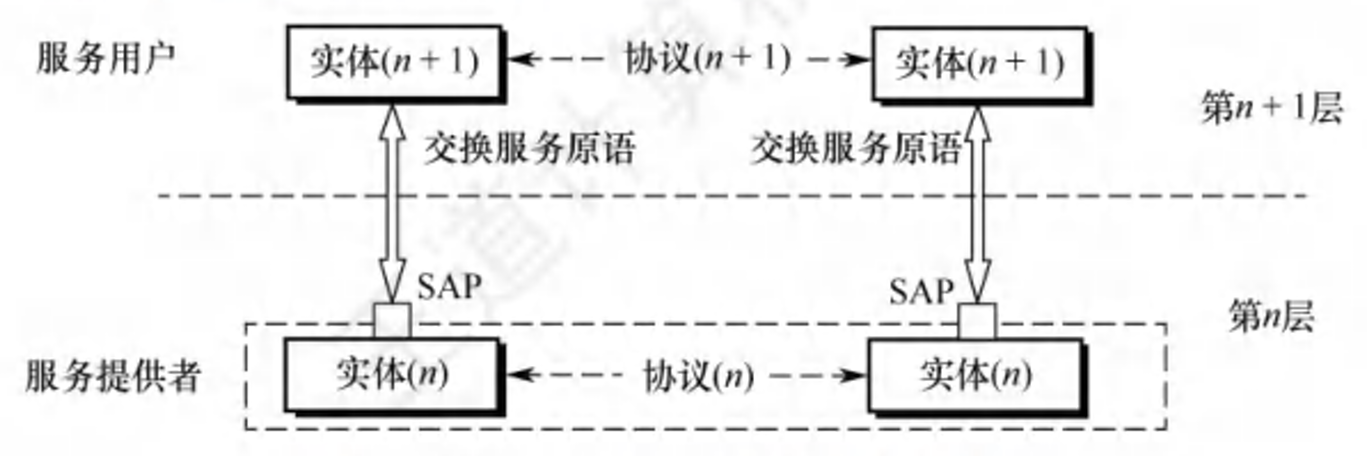 服务用户
实体(n + 1)
协议(n + 1)
实体(n + 1)
第n + 1层
交换服务原语
交换服务原语
SAP
SAP
第n层
服务提供者
实体(n)
协议(n)
实体(n)